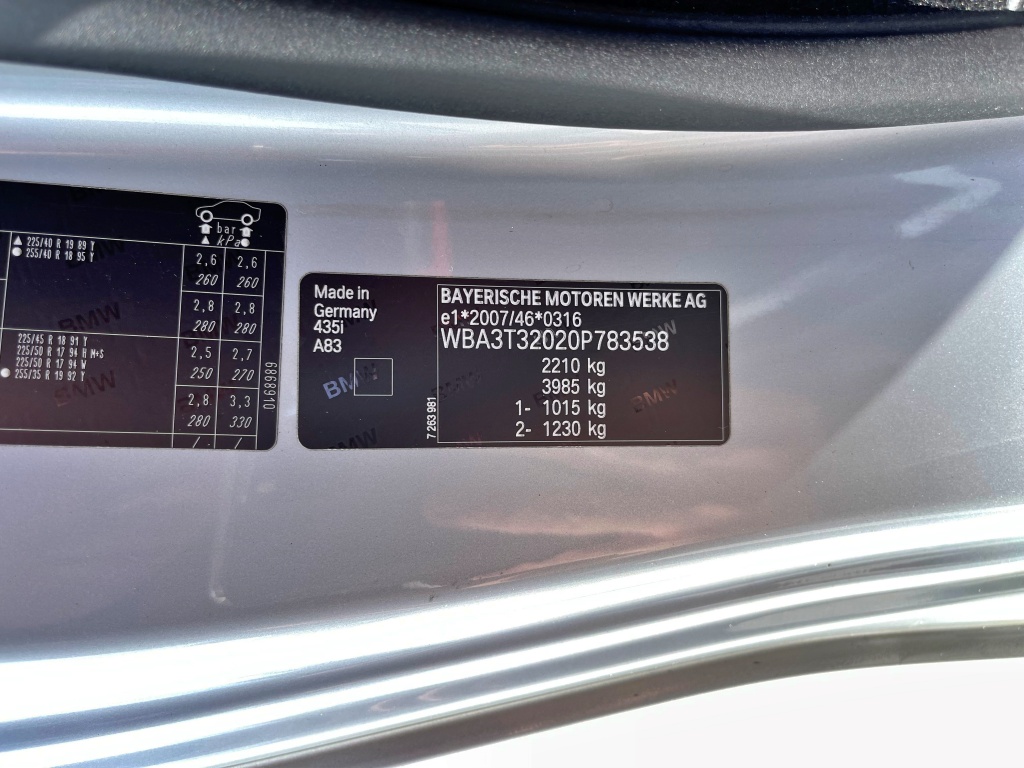 bar
kPa
225/40 R 19 89 Y
255/40 R 18 95 Y
2,6 2,6
260 260
2,8 2,8
280 280
225/45 R 18 91 Y
225/50 R 17 94 H M+S
225/50 R 17 94 W
255/35 R 19 92 Y
2,5 2,7
250 270
2,8 3,3
280 330
/ /
6868910
Made in
Germany
435i
A83
BMW
7 263 981
BAYERISCHE MOTOREN WERKE AG
e1*2007/46*0316
WBA3T32020P783538
2210 kg
3985 kg
1- 1015 kg
2- 1230 kg